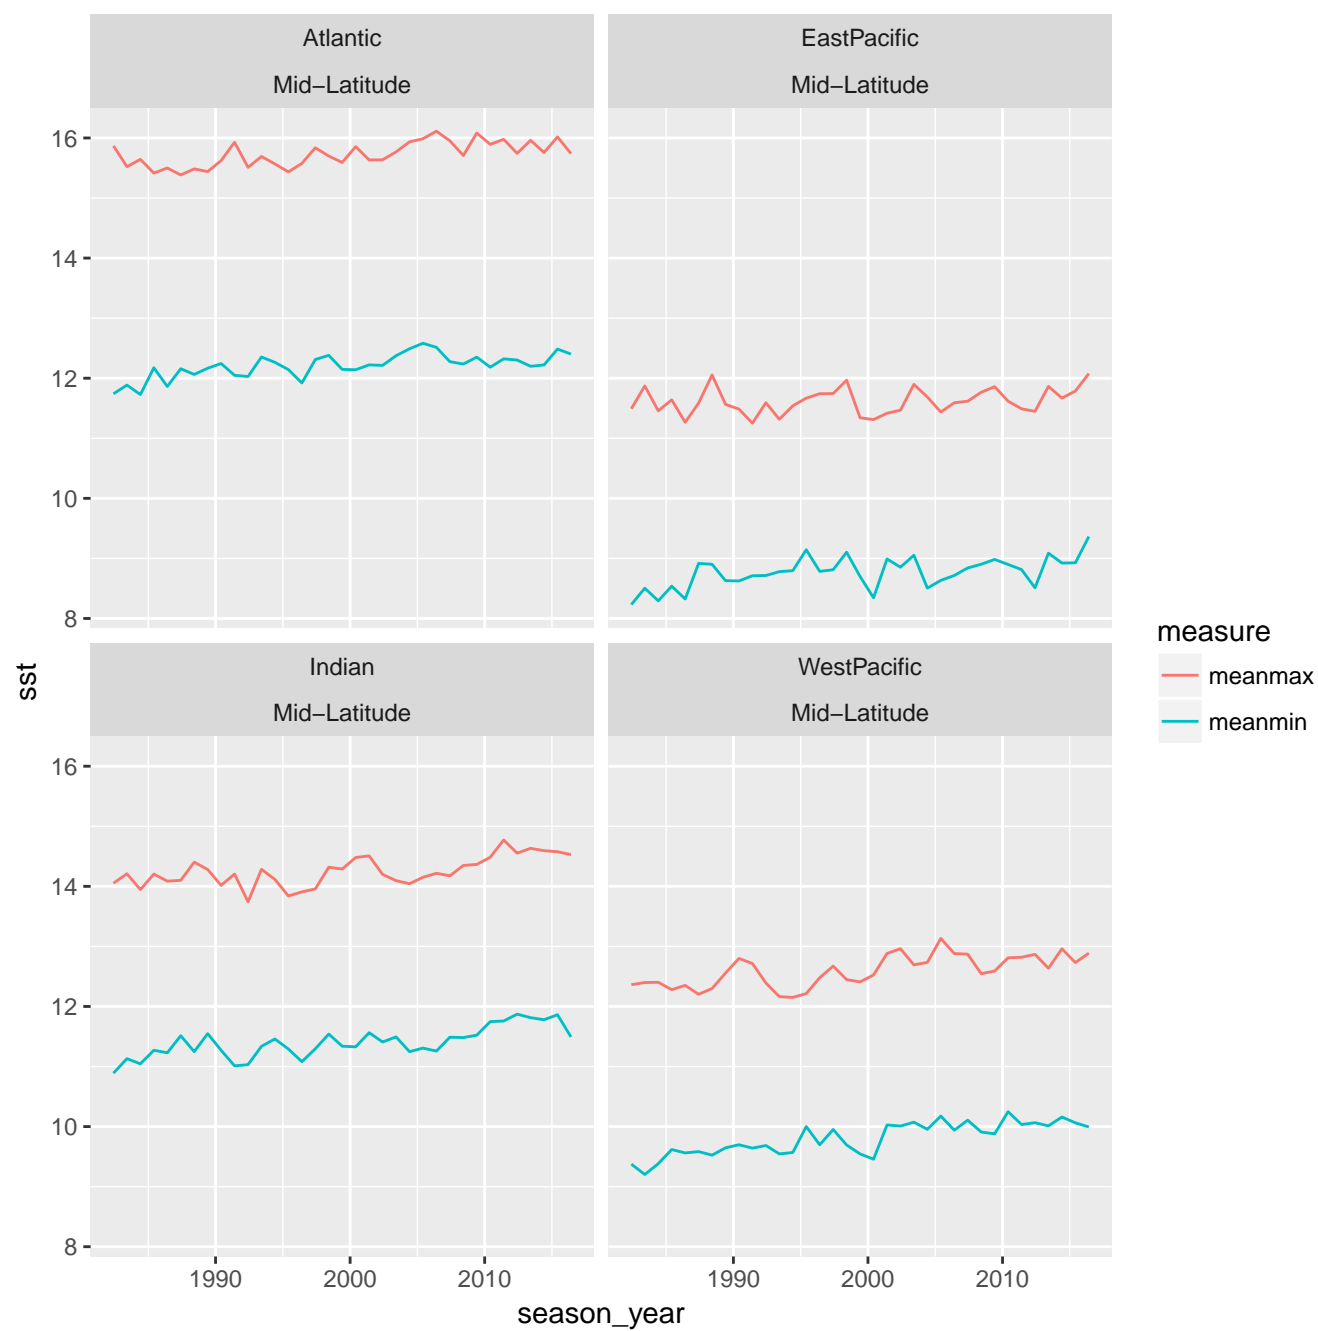 Atlantic
Mid−Latitude
EastPacific
Mid−Latitude
16
14
12
10
8
Indian
Mid−Latitude
WestPacific
Mid−Latitude
16
14
12
10
8
1990
2000
2010
1990
2000
2010
season_year
sst
measure
meanmax
meanmin